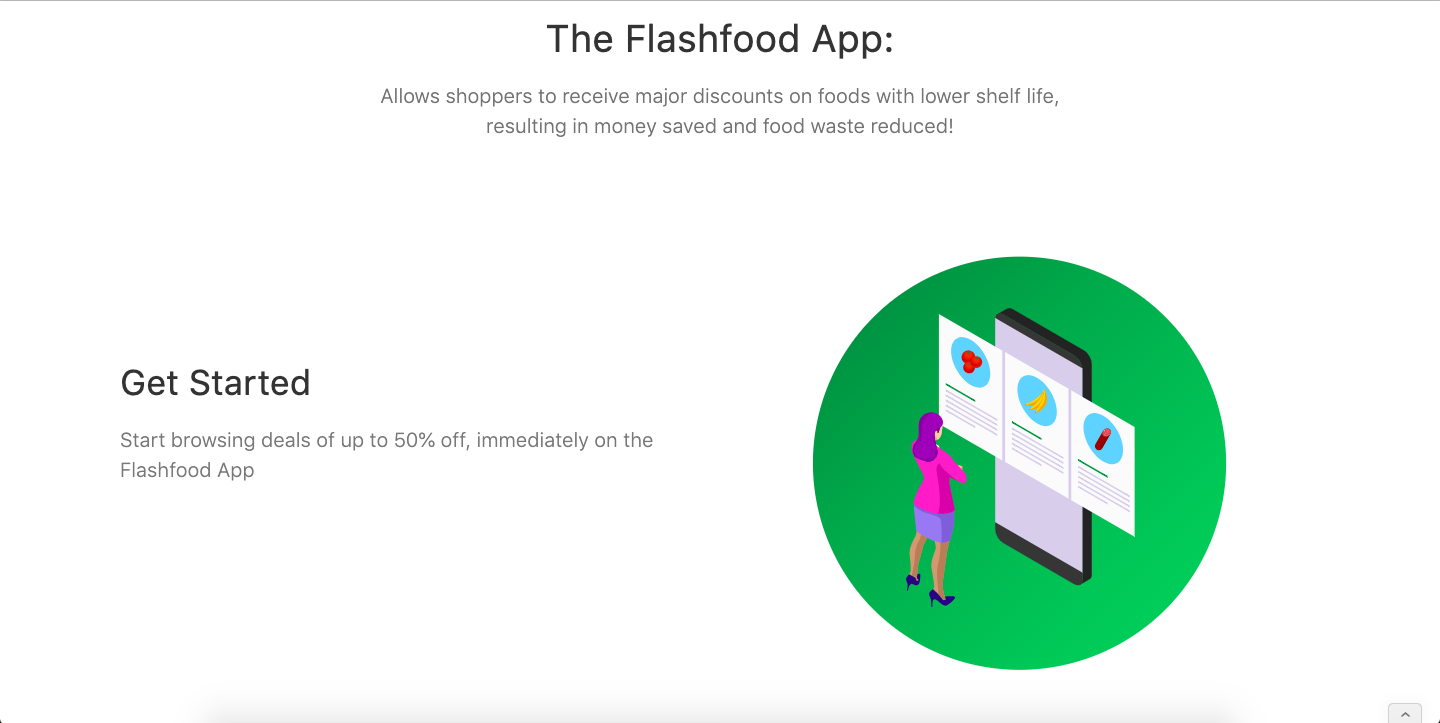 The Flashfood App:
Allows shoppers to receive major discounts on foods with lower shelf life,
resulting in money saved and food waste reduced!
Get Started
Start browsing deals of up to 50% off, immediately on the
Flashfood App